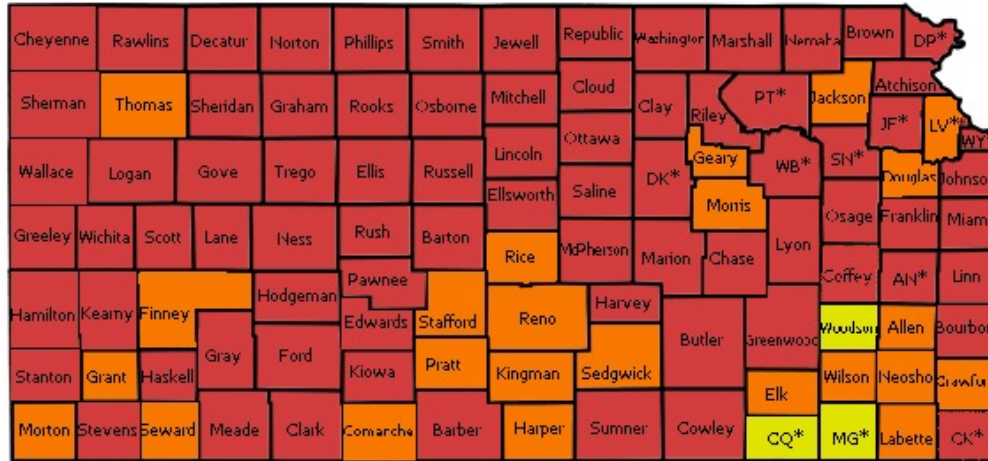 Cheyenne Rawlins Decatur Norton Phillips Smith Jewell Republic Washington Marshall Nemaha Brown DP*
Sherman Thomas Sheridan Graham Rooks Osborne Mitchell Cloud Clay Riley PT* Jackson Atchison
JF* LV* WY
Wallace Logan Gove Trego Ellis Russell Lincoln Ottawa DK* Geary WB* SN* Douglas Johnson
Ellsworth Saline Morris
Greeley Wichita Scott Lane Ness Rush Barton Rice McPherson Marion Chase Lyon Osage Franklin Miam
Hamilton Kearny Finney Hodgeman Pawnee Stafford Reno Harvey Coffey AN* Linn
Edwards
Gray Ford Butler Greenwood Woodson Allen Bourbon
Stanton Grant Haskell Kiowa Pratt Kingman Sedgwick Elk Wilson Neosho Crawfor
Morton Stevens Seward Meade Clark Comanche Barber Harper Sumner Cowley CQ* MG* Labette CK*